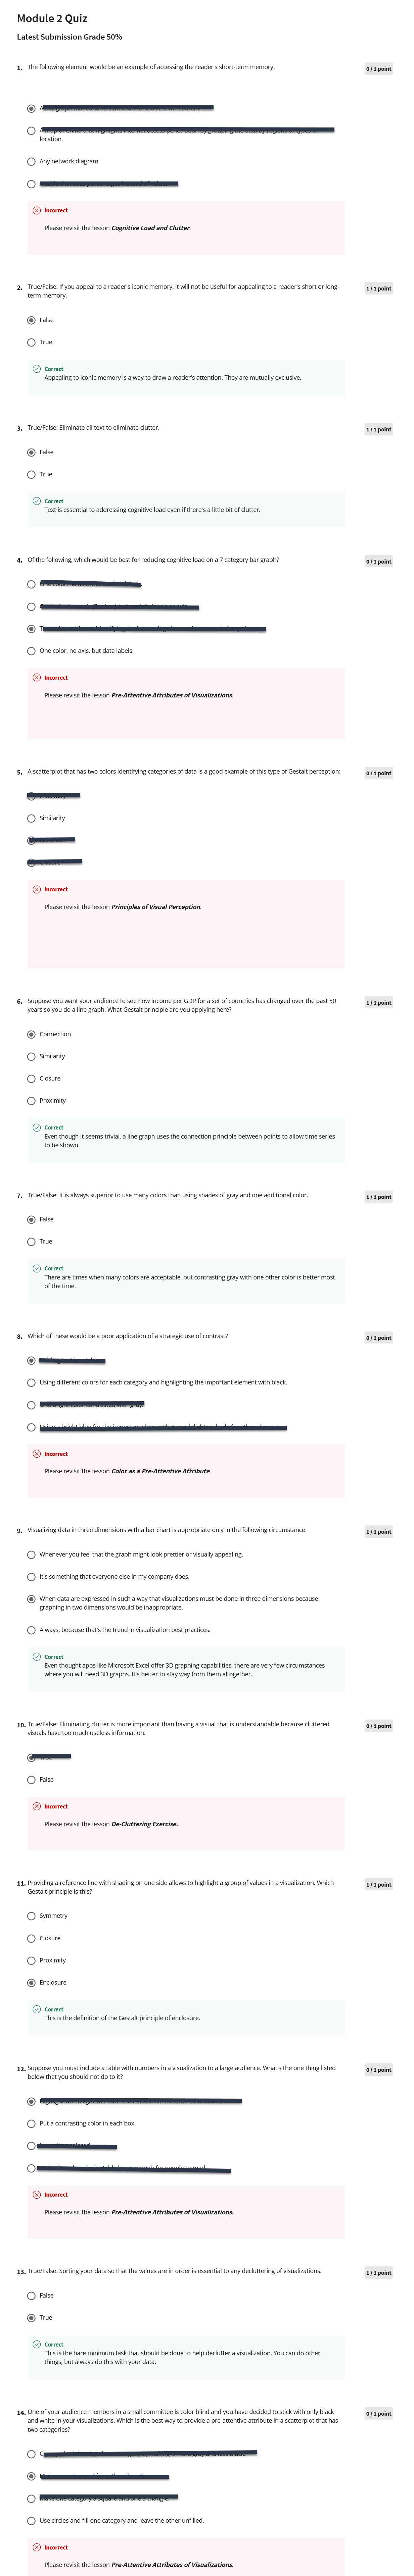 Module 2 Quiz
Latest Submission Grade 50%
1. The following element would be an example of accessing the reader's short-term memory.
0 / 1 point
location.
Any network diagram.
Incorrect
Please revisit the lesson Cognitive Load and Clutter.
2. True/False: If you appeal to a reader's iconic memory, it will not be useful for appealing to a reader's short or long-
term memory.
1 / 1 point
False
True
Correct
Appealing to iconic memory is a way to draw a reader's attention. They are mutually exclusive.
3. True/False: Eliminate all text to eliminate clutter.
1 / 1 point
False
True
Correct
Text is essential to addressing cognitive load even if there's a little bit of clutter.
4. Of the following, which would be best for reducing cognitive load on a 7 category bar graph?
0 / 1 point
One color, no axis, but data labels.
Incorrect
Please revisit the lesson Pre-Attentive Attributes of Visualizations.
5. A scatterplot that has two colors identifying categories of data is a good example of this type of Gestalt perception:
0 / 1 point
Similarity
Incorrect
Please revisit the lesson Principles of Visual Perception.
6. Suppose you want your audience to see how income per GDP for a set of countries has changed over the past 50
years so you do a line graph. What Gestalt principle are you applying here?
1 / 1 point
Connection
Similarity
Closure
Proximity
Correct
Even though it seems trivial, a line graph uses the connection principle between points to allow time series
to be shown.
7. True/False: It is always superior to use many colors than using shades of gray and one additional color.
1 / 1 point
False
True
Correct
There are times when many colors are acceptable, but contrasting gray with one other color is better most
of the time.
8. Which of these would be a poor application of a strategic use of contrast?
0 / 1 point
Using different colors for each category and highlighting the important element with black.
Incorrect
Please revisit the lesson Color as a Pre-Attentive Attribute.
9. Visualizing data in three dimensions with a bar chart is appropriate only in the following circumstance.
1 / 1 point
Whenever you feel that the graph might look prettier or visually appealing.
It's something that everyone else in my company does.
When data are expressed in such a way that visualizations must be done in three dimensions because
graphing in two dimensions would be inappropriate.
Always, because that's the trend in visualization best practices.
Correct
Even thought apps like Microsoft Excel offer 3D graphing capabilities, there are very few circumstances
where you will need 3D graphs. It's better to stay way from them altogether.
10. True/False: Eliminating clutter is more important than having a visual that is understandable because cluttered
visuals have too much useless information.
0 / 1 point
False
Incorrect
Please revisit the lesson De-Cluttering Exercise.
11. Providing a reference line with shading on one side allows to highlight a group of values in a visualization. Which
Gestalt principle is this?
1 / 1 point
Symmetry
Closure
Proximity
Enclosure
Correct
This is the definition of the Gestalt principle of enclosure.
12. Suppose you must include a table with numbers in a visualization to a large audience. What's the one thing listed
below that you should not do to it?
0 / 1 point
Put a contrasting color in each box.
Incorrect
Please revisit the lesson Pre-Attentive Attributes of Visualizations.
13. True/False: Sorting your data so that the values are in order is essential to any decluttering of visualizations.
1 / 1 point
False
True
Correct
This is the bare minimum task that should be done to help declutter a visualization. You can do other
things, but always do this with your data.
14. One of your audience members in a small committee is color blind and you have decided to stick with only black
and white in your visualizations. Which is the best way to provide a pre-attentive attribute in a scatterplot that has
two categories?
0 / 1 point
Use circles and fill one category and leave the other unfilled.
Incorrect
Please revisit the lesson Pre-Attentive Attributes of Visualizations.